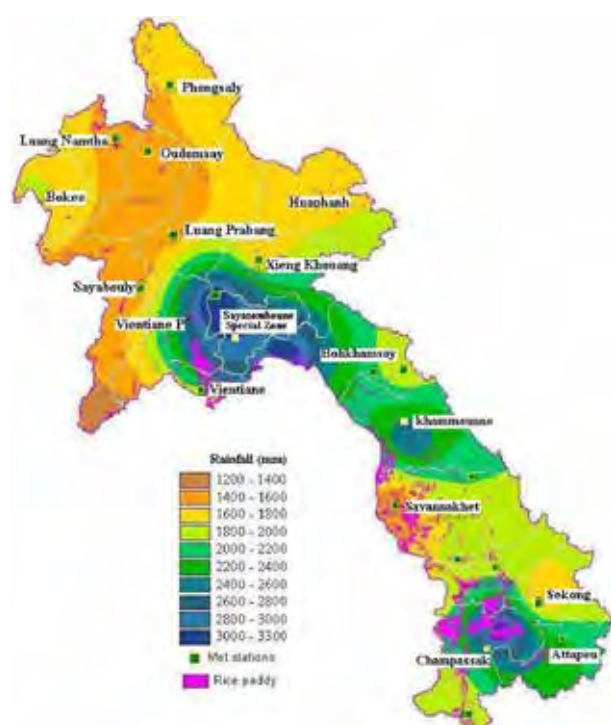 Phongsaly
Luang Namtha
Oudomxay
Bokeo
Huaphanh
Luang Prabang
Xieng Khouang
Sayabouly
Saysomboune
Special Zone
Vientiane P
Bohkhamsay
Vientiane
Khammouane
Rainfall (mm)
1200 - 1400
1400 - 1600
1600 - 1800
1800 - 2000
2000 - 2200
2200 - 2400
2400 - 2600
2600 - 2800
2800 - 3000
3000 - 3300
Met stations
Rice paddy
Savannakhet
Sekong
Champassak
Attapeu